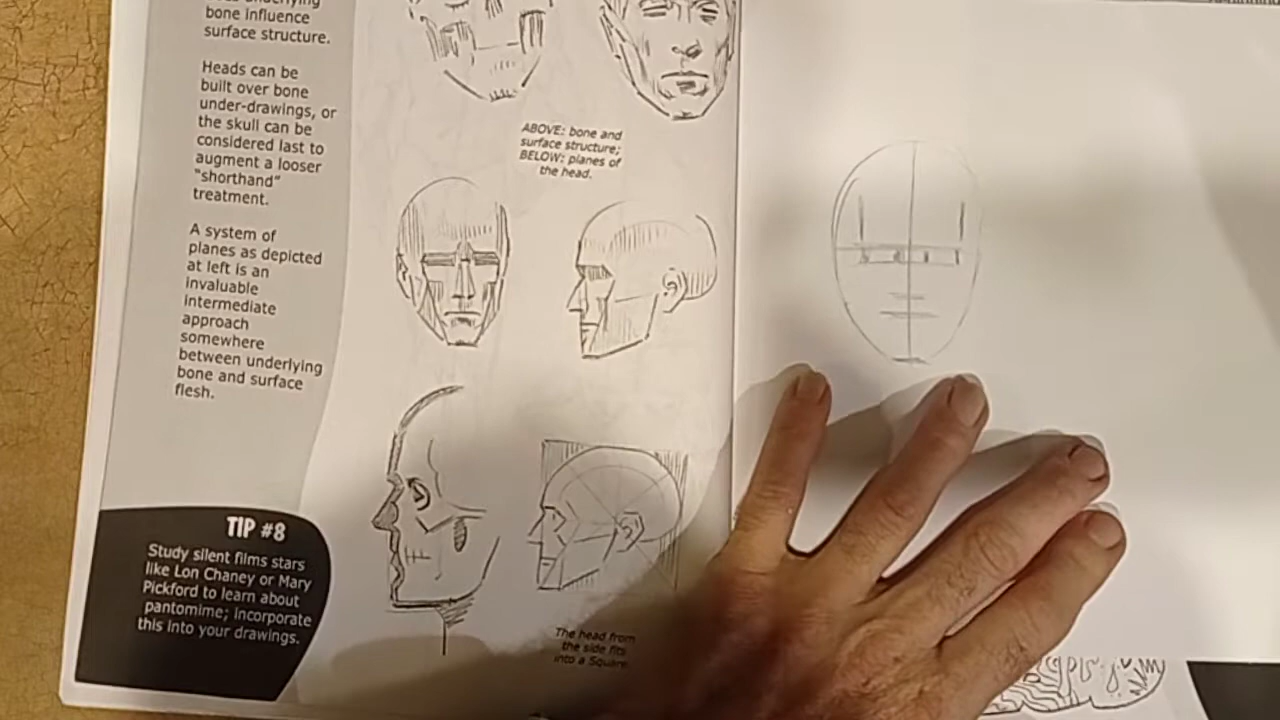 bone influence
surface structure.
Heads can be
built over bone
under-drawings, or
the skull can be
considered last to
augment a looser
"shorthand"
treatment.
A system of
planes as depicted
at left is an
invaluable
intermediate
approach
somewhere
between underlying
bone and surface
flesh.
TIP #8
Study silent films stars
like Lon Chaney or Mary
Pickford to learn about
pantomime; incorporate
this into your drawings.
ABOVE: bone and
surface structure;
BELOW: planes of
the head.
The head from
the side fits
into a Square